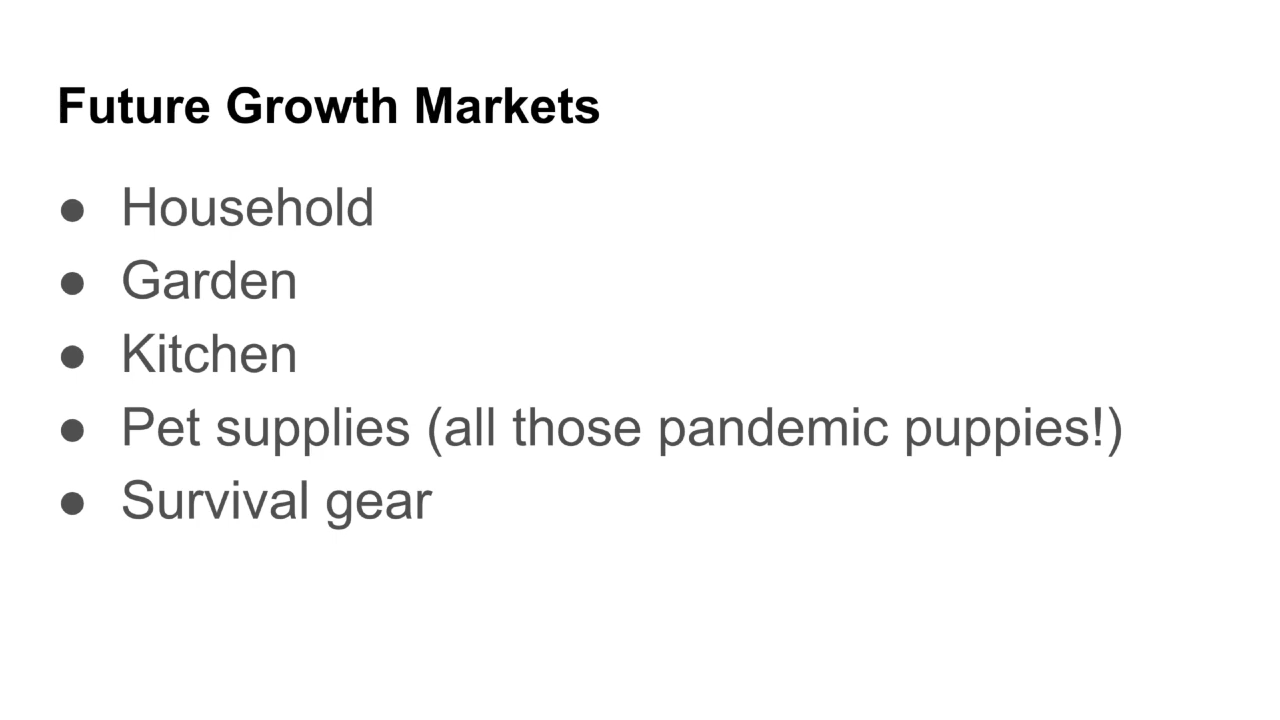 Future Growth Markets
● Household
● Garden
● Kitchen
● Pet supplies (all those pandemic puppies!)
● Survival gear